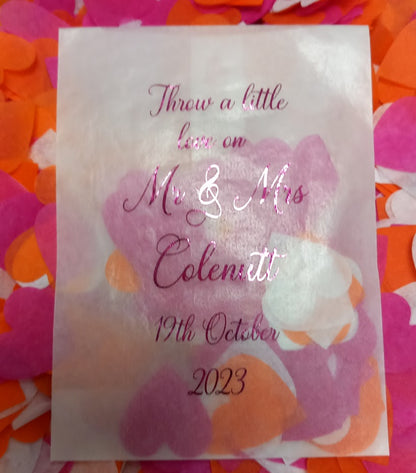 Throw a little
love on
Mr & Mrs
Colenutt
19th October
2023